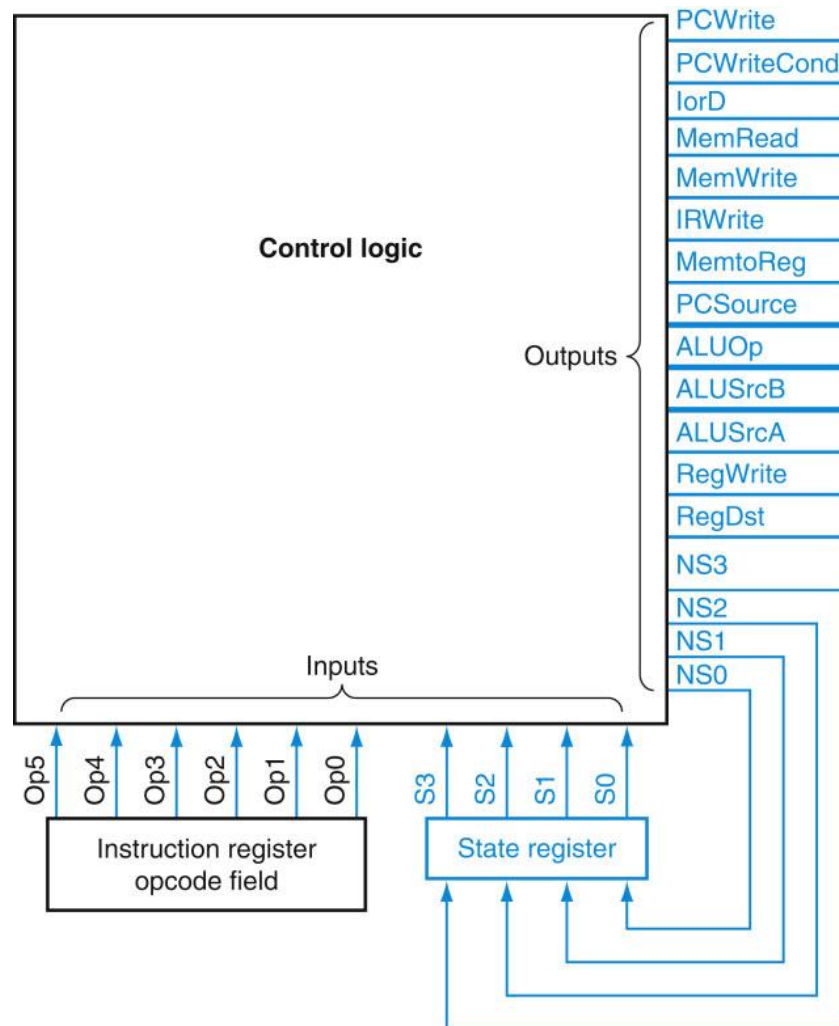 PCWrite
PCWriteCond
IorD
MemRead
MemWrite
IRWrite
Control logic
MemtoReg
PCSource
Outputs
ALUOp
ALUSrcB
ALUSrcA
RegWrite
RegDst
NS3
NS2
NS1
Inputs
NS0
Op5
Op4
Op3
Op2
Op1
Op0
S3
S2
S1
S0
Instruction register
opcode field
State register